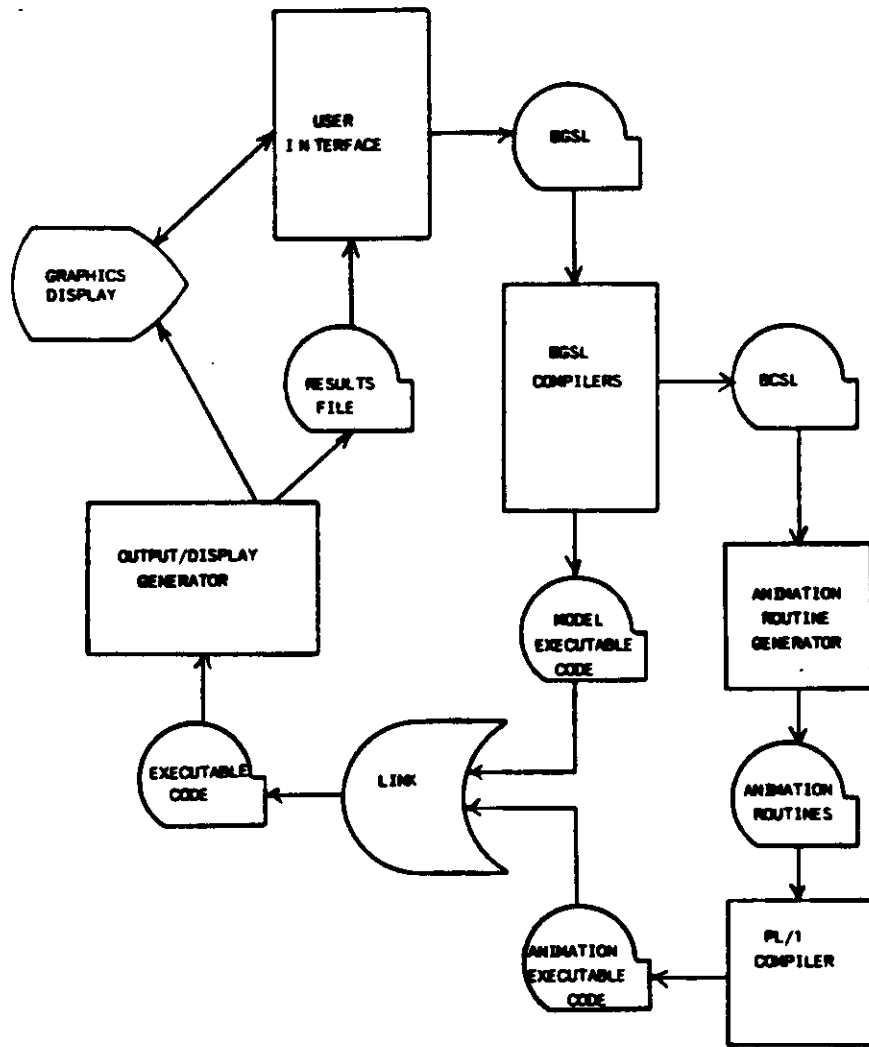 USER
INTERFACE
BGSL
GRAPHICS
DISPLAY
RESULTS
FILE
BGSL
COMPILERS
BCSL
OUTPUT/DISPLAY
GENERATOR
MODEL
EXECUTABLE
CODE
ANIMATION
ROUTINE
GENERATOR
EXECUTABLE
CODE
LINK
ANIMATION
ROUTINES
ANIMATION
EXECUTABLE
CODE
PL/1
COMPILER